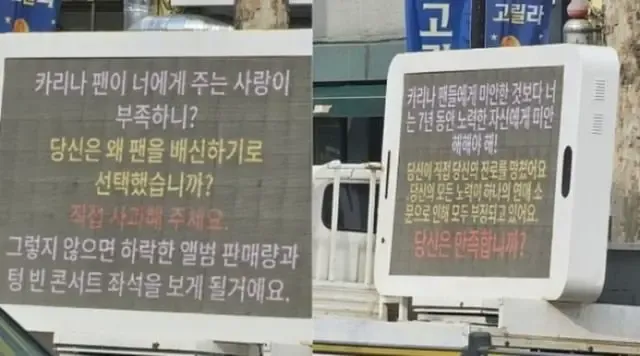 카리나 팬이 너에게 주는 사랑이
부족하니?
당신은 왜 팬을 배신하기로
선택했습니까?
직접 사과해 주세요.
그렇지 않으면 하락한 앨범 판매량과
텅 빈 콘서트 좌석을 보게 될거예요.
고릴라
카리나 팬들에게 미안한 것보다 너
는 7년 동안 노력한 자신에게 미안
해해야 해!
당신이 직접 당신의 진로를 망쳤어요
당신의 모든 노력이 하나의 연애 소
문으로 인해 모두 부정되고 있어요.
당신은 만족합니까?